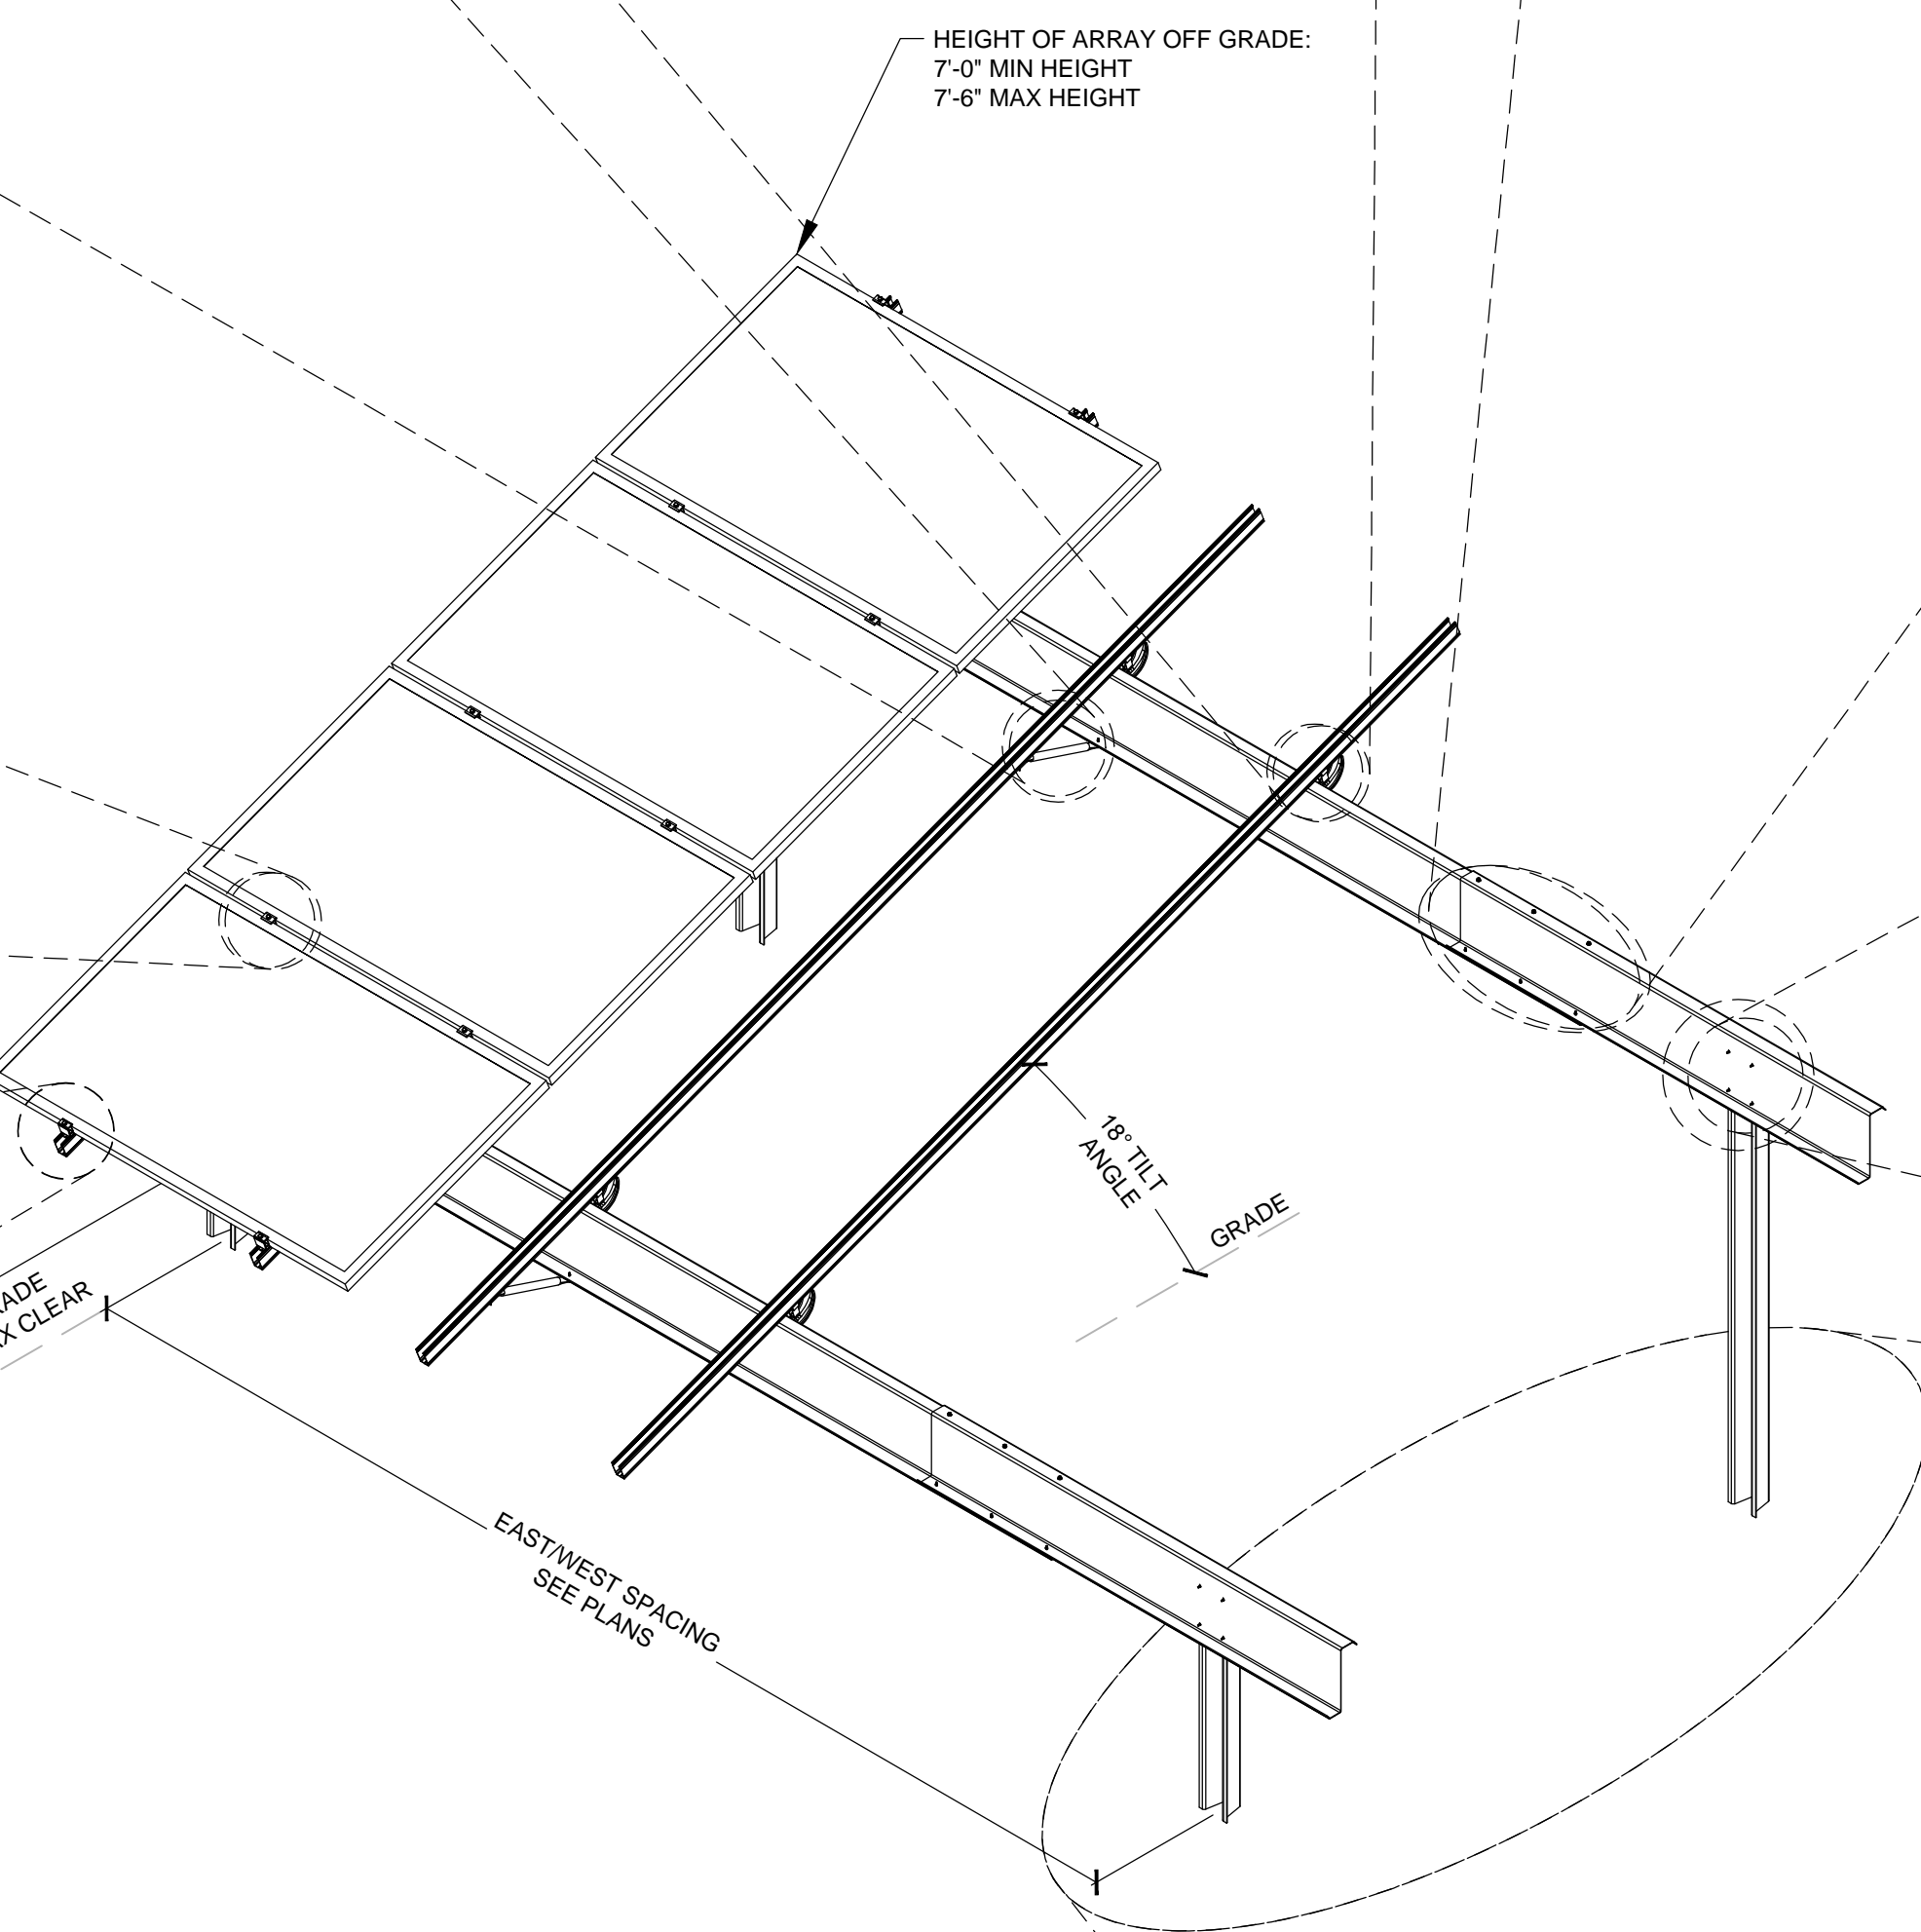 HEIGHT OF ARRAY OFF GRADE:
7'-0" MIN HEIGHT
7'-6" MAX HEIGHT
18° TILT
ANGLE
GRADE
CLEAR
EAST/WEST SPACING
SEE PLANS